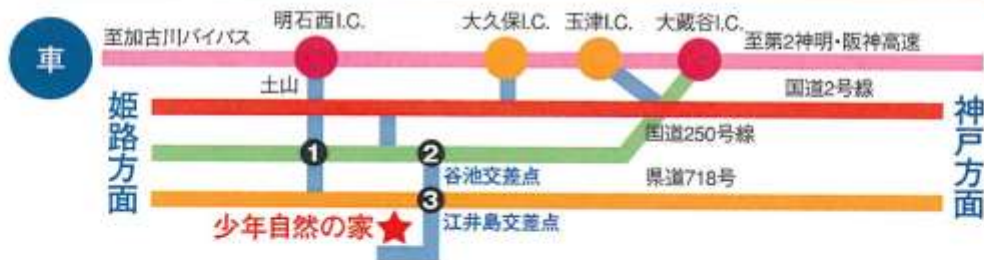 車
至加古川バイパス
明石西I.C.
大久保I.C.
玉津I.C.
大蔵谷I.C.
至第2神明・阪神高速
土山
国道2号線
姫路方面
神戸方面
国道250号線
1
2
谷池交差点
県道718号
3
江井島交差点
少年自然の家